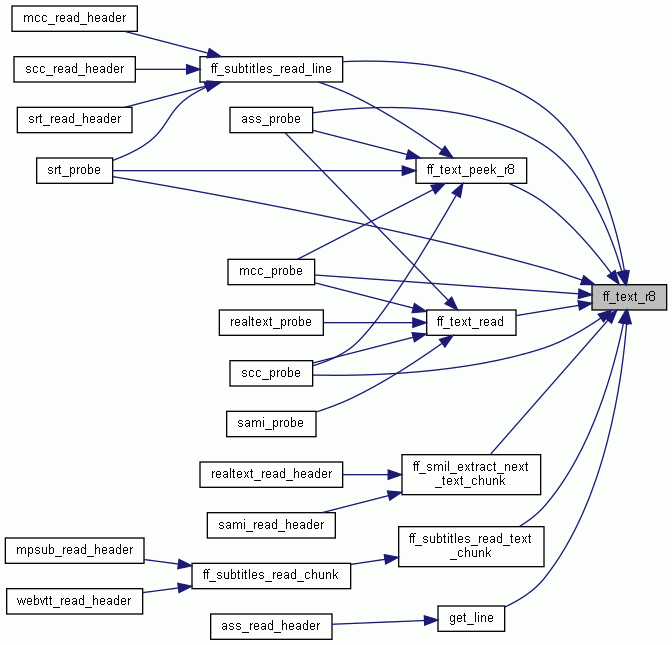 mcc_read_header
scc_read_header
ff_subtitles_read_line
srt_read_header
ass_probe
srt_probe
ff_text_peek_r8
mcc_probe
ff_text_r8
realtext_probe
ff_text_read
scc_probe
sami_probe
realtext_read_header
ff_smil_extract_next
_text_chunk
sami_read_header
ff_subtitles_read_text
_chunk
mpsub_read_header
ff_subtitles_read_chunk
webvtt_read_header
get_line
ass_read_header